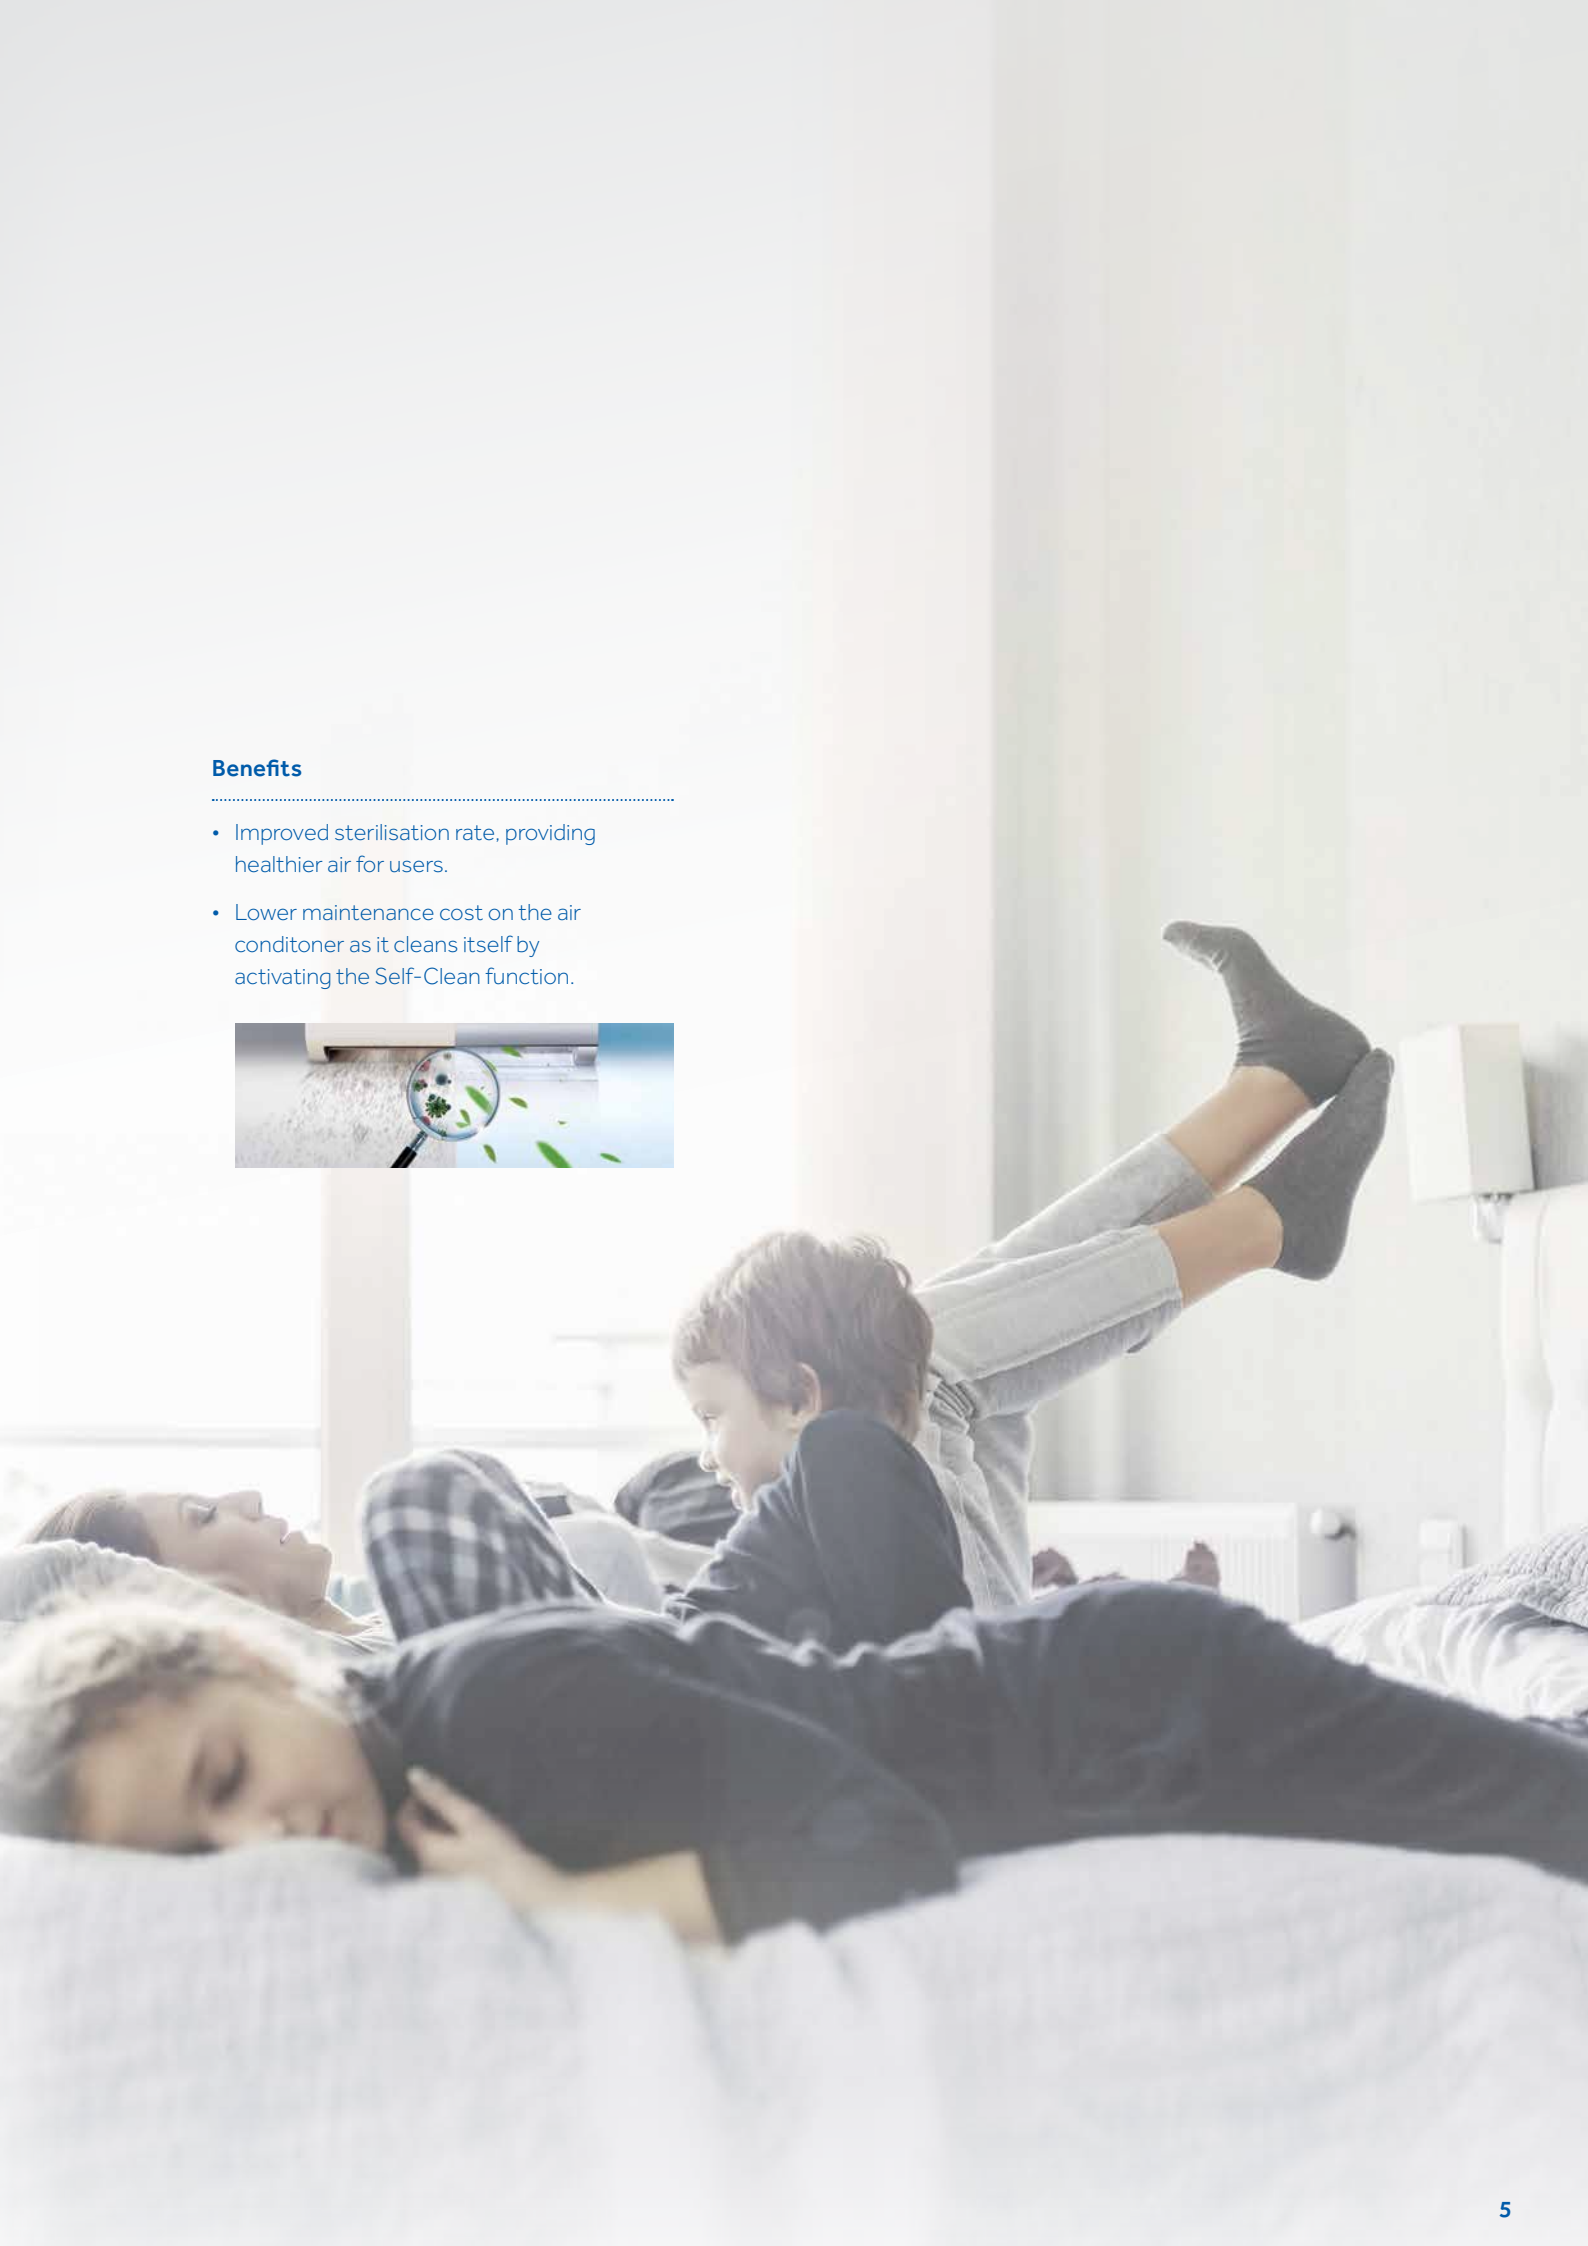 Benefits
• Improved sterilisation rate, providing
healthier air for users.
• Lower maintenance cost on the air
conditoner as it cleans itself by
activating the Self-Clean function.
5